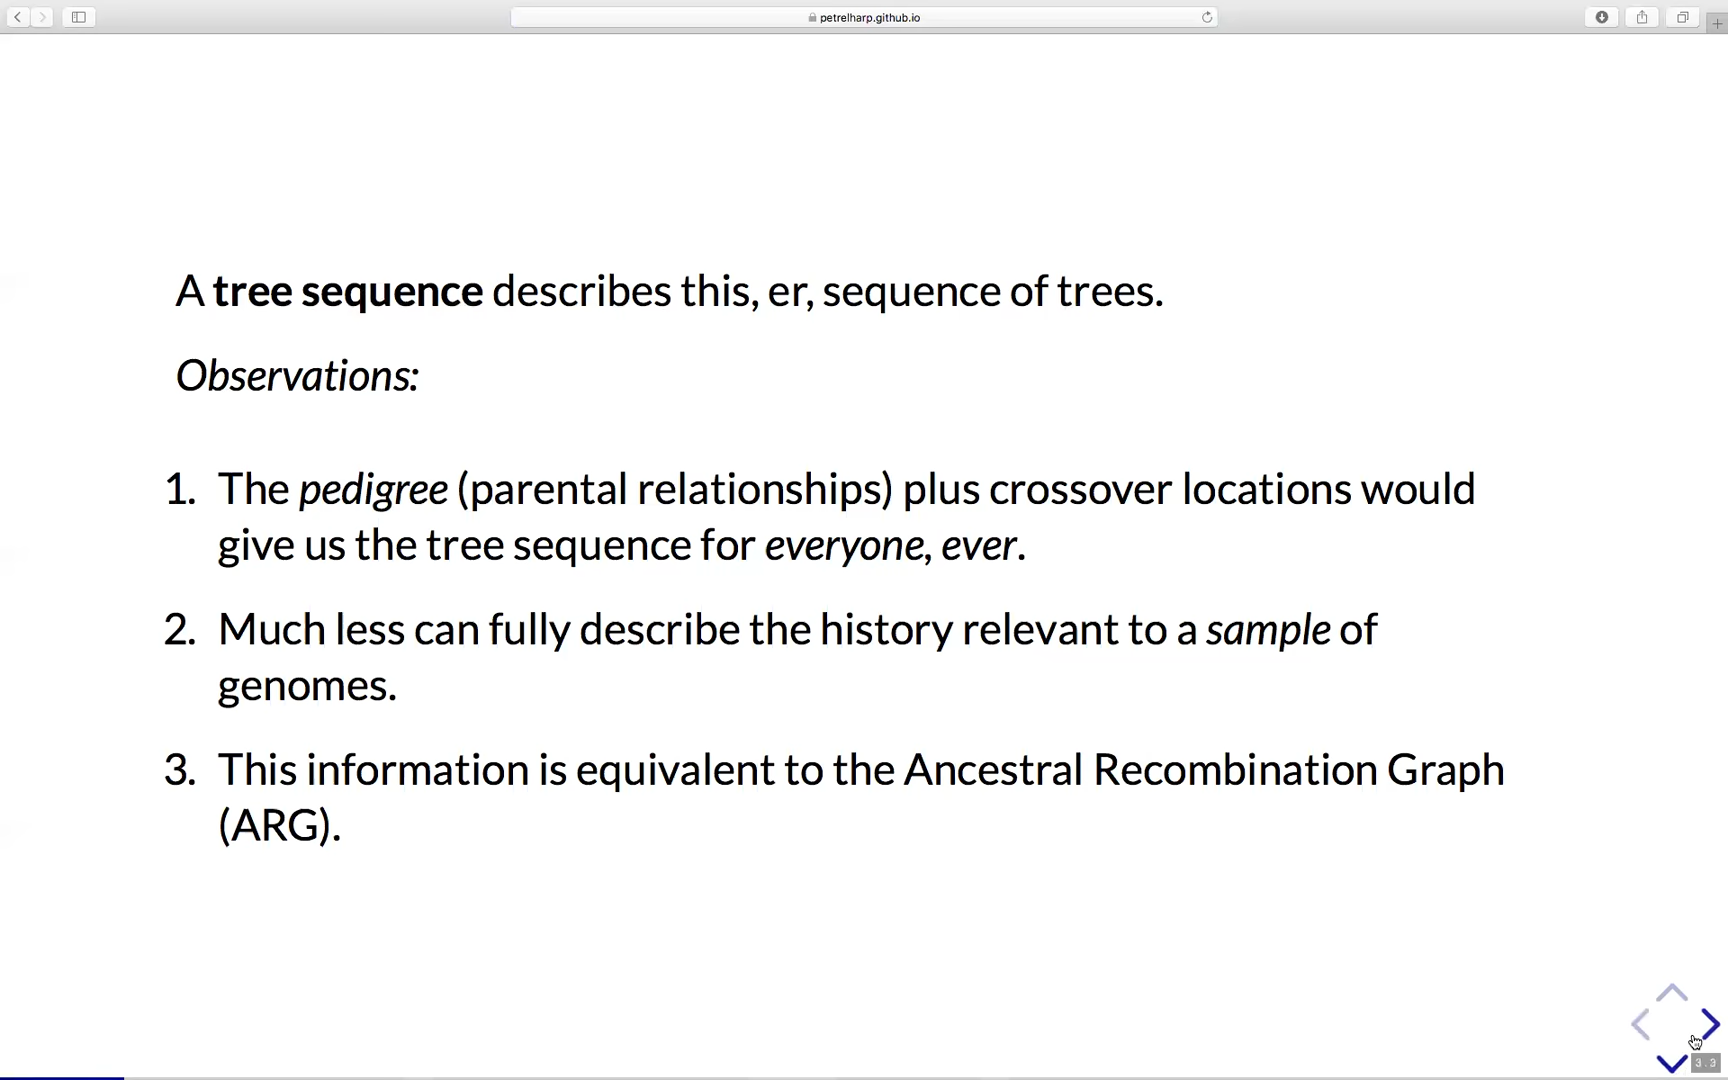 petrelharp.github.io
A tree sequence describes this, er, sequence of trees.
Observations:
1. The pedigree (parental relationships) plus crossover locations would
give us the tree sequence for everyone, ever.
2. Much less can fully describe the history relevant to a sample of
genomes.
3. This information is equivalent to the Ancestral Recombination Graph
(ARG).
3.3